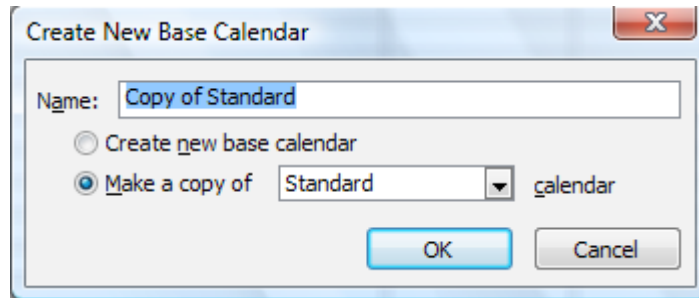 Create New Base Calendar
Name: Copy of Standard
Create new base calendar
Make a copy of Standard calendar
OK Cancel